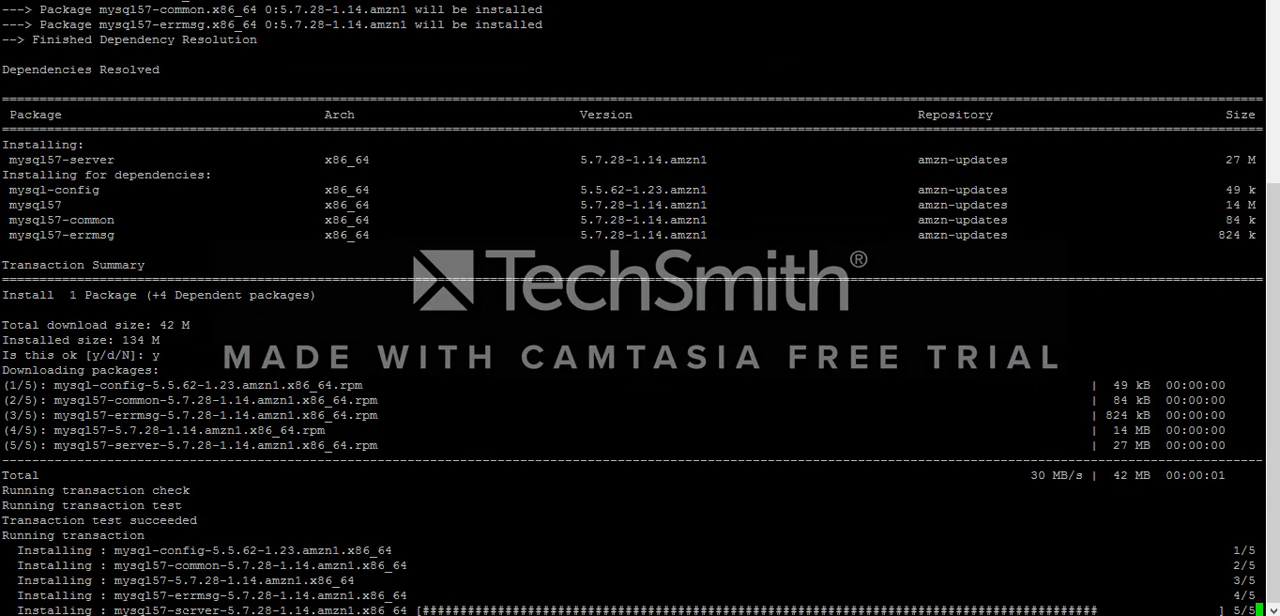 ---> Package mysql57-common.x86_64 0:5.7.28-1.14.amzn1 will be installed
---> Package mysql57-errmsg.x86_64 0:5.7.28-1.14.amzn1 will be installed
--> Finished Dependency Resolution
Dependencies Resolved
Package Arch Version Repository Size
Installing:
mysql57-server x86_64 5.7.28-1.14.amzn1 amzn-updates 27 M
Installing for dependencies:
mysql-config x86_64 5.5.62-1.23.amzn1 amzn-updates 49 k
mysql57 x86_64 5.7.28-1.14.amzn1 amzn-updates 14 M
mysql57-common x86_64 5.7.28-1.14.amzn1 amzn-updates 84 k
mysql57-errmsg x86_64 5.7.28-1.14.amzn1 amzn-updates 824 k
Transaction Summary
TechSmith®
Install 1 Package (+4 Dependent packages)
Total download size: 42 M
Installed size: 134 M
Is this ok [y/d/N]: y
MADE WITH CAMTASIA FREE TRIAL
Downloading packages:
(1/5): mysql-config-5.5.62-1.23.amzn1.x86_64.rpm | 49 kB 00:00:00
(2/5): mysql57-common-5.7.28-1.14.amzn1.x86_64.rpm | 84 kB 00:00:00
(3/5): mysql57-errmsg-5.7.28-1.14.amzn1.x86_64.rpm | 824 kB 00:00:00
(4/5): mysql57-5.7.28-1.14.amzn1.x86_64.rpm | 14 MB 00:00:00
(5/5): mysql57-server-5.7.28-1.14.amzn1.x86_64.rpm | 27 MB 00:00:00
Total 30 MB/s | 42 MB 00:00:01
Running transaction check
Running transaction test
Transaction test succeeded
Running transaction
Installing : mysql-config-5.5.62-1.23.amzn1.x86_64 1/5
Installing : mysql57-common-5.7.28-1.14.amzn1.x86_64 2/5
Installing : mysql57-5.7.28-1.14.amzn1.x86_64 3/5
Installing : mysql57-errmsg-5.7.28-1.14.amzn1.x86_64 4/5
Installing : mysql57-server-5.7.28-1.14.amzn1.x86_64 [########################################################################################## ] 5/5